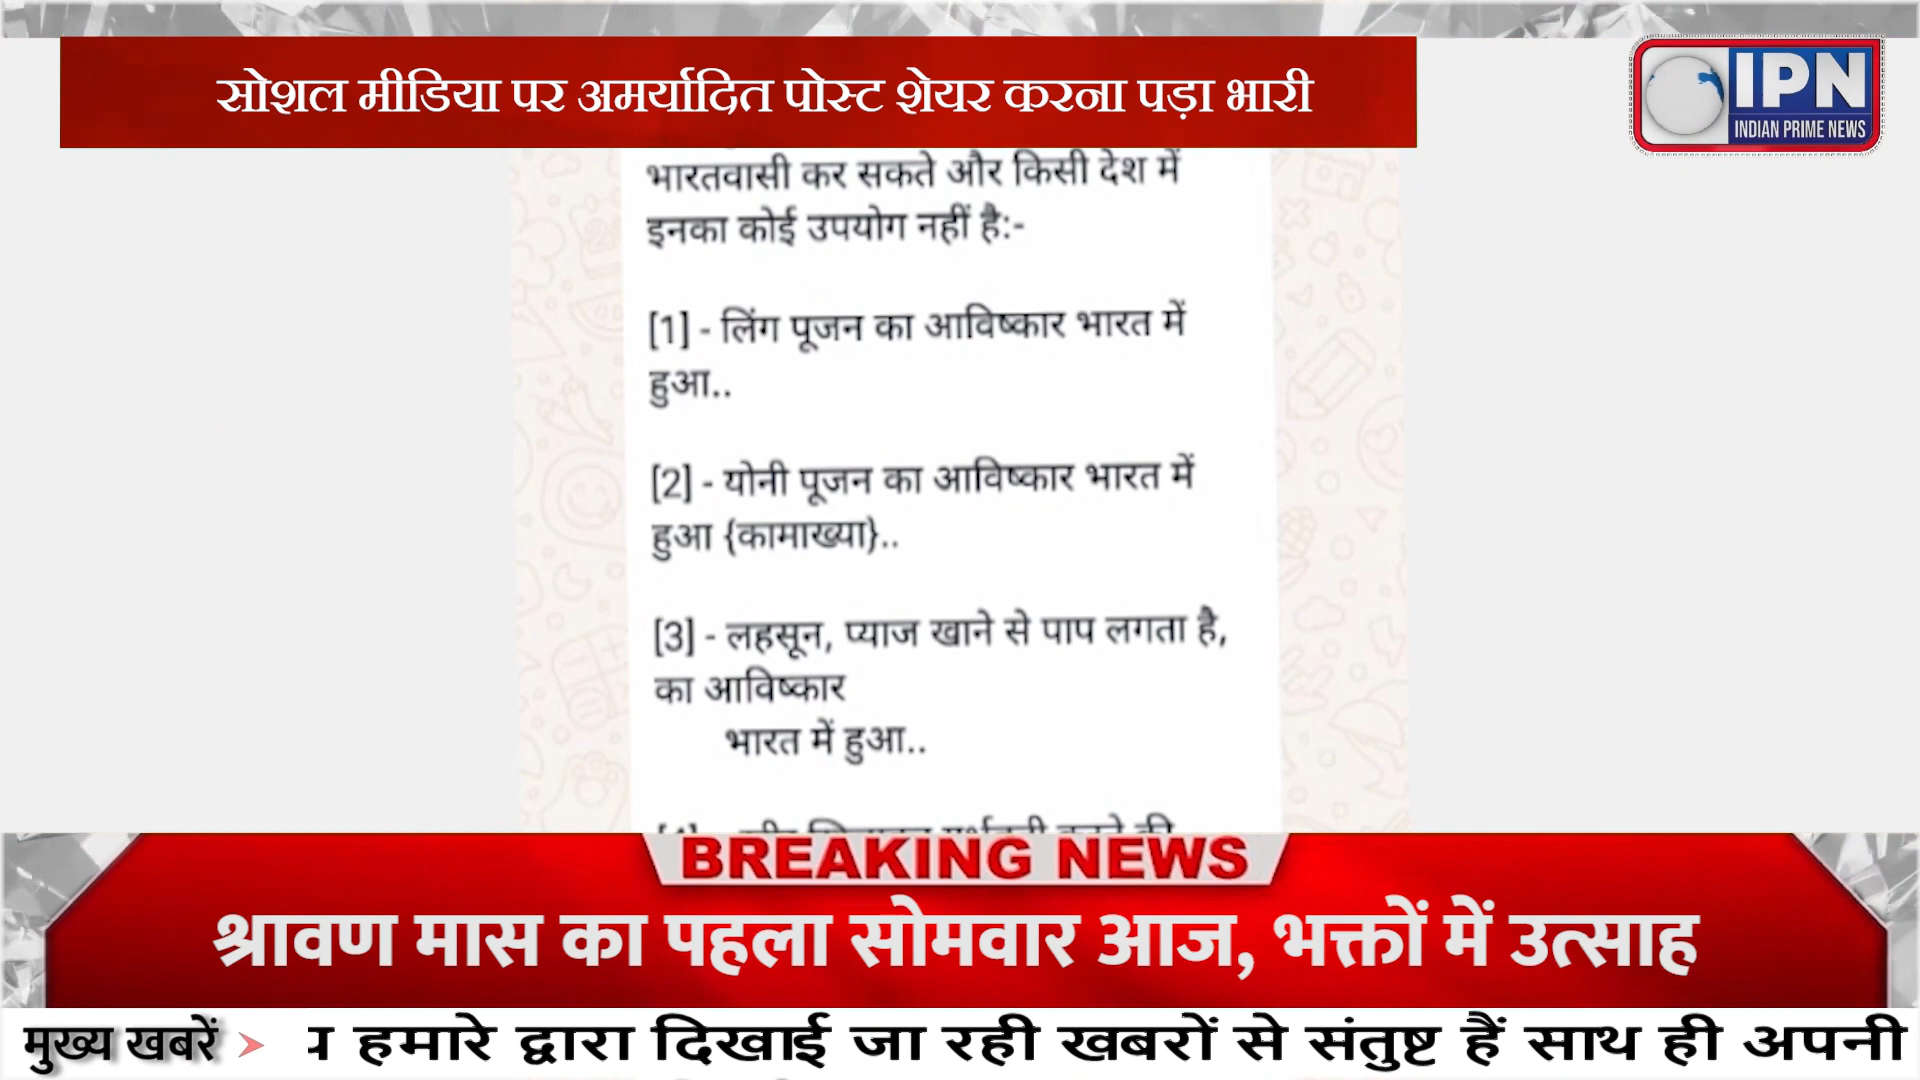 सोशल मीडिया पर अमर्यादित पोस्ट शेयर करना पड़ा भारी
IPN
INDIAN PRIME NEWS
भारतवासी कर सकते और किसी देश में
इनका कोई उपयोग नहीं है:-
[1] - लिंग पूजन का आविष्कार भारत में
हुआ..
[2] - योनी पूजन का आविष्कार भारत में
हुआ {कामाख्या}..
[3] - लहसून, प्याज खाने से पाप लगता है,
का आविष्कार
भारत में हुआ..
BREAKING NEWS
श्रावण मास का पहला सोमवार आज, भक्तों में उत्साह
मुख्य खबरें
हमारे द्वारा दिखाई जा रही खबरों से संतुष्ट हैं साथ ही अपनी